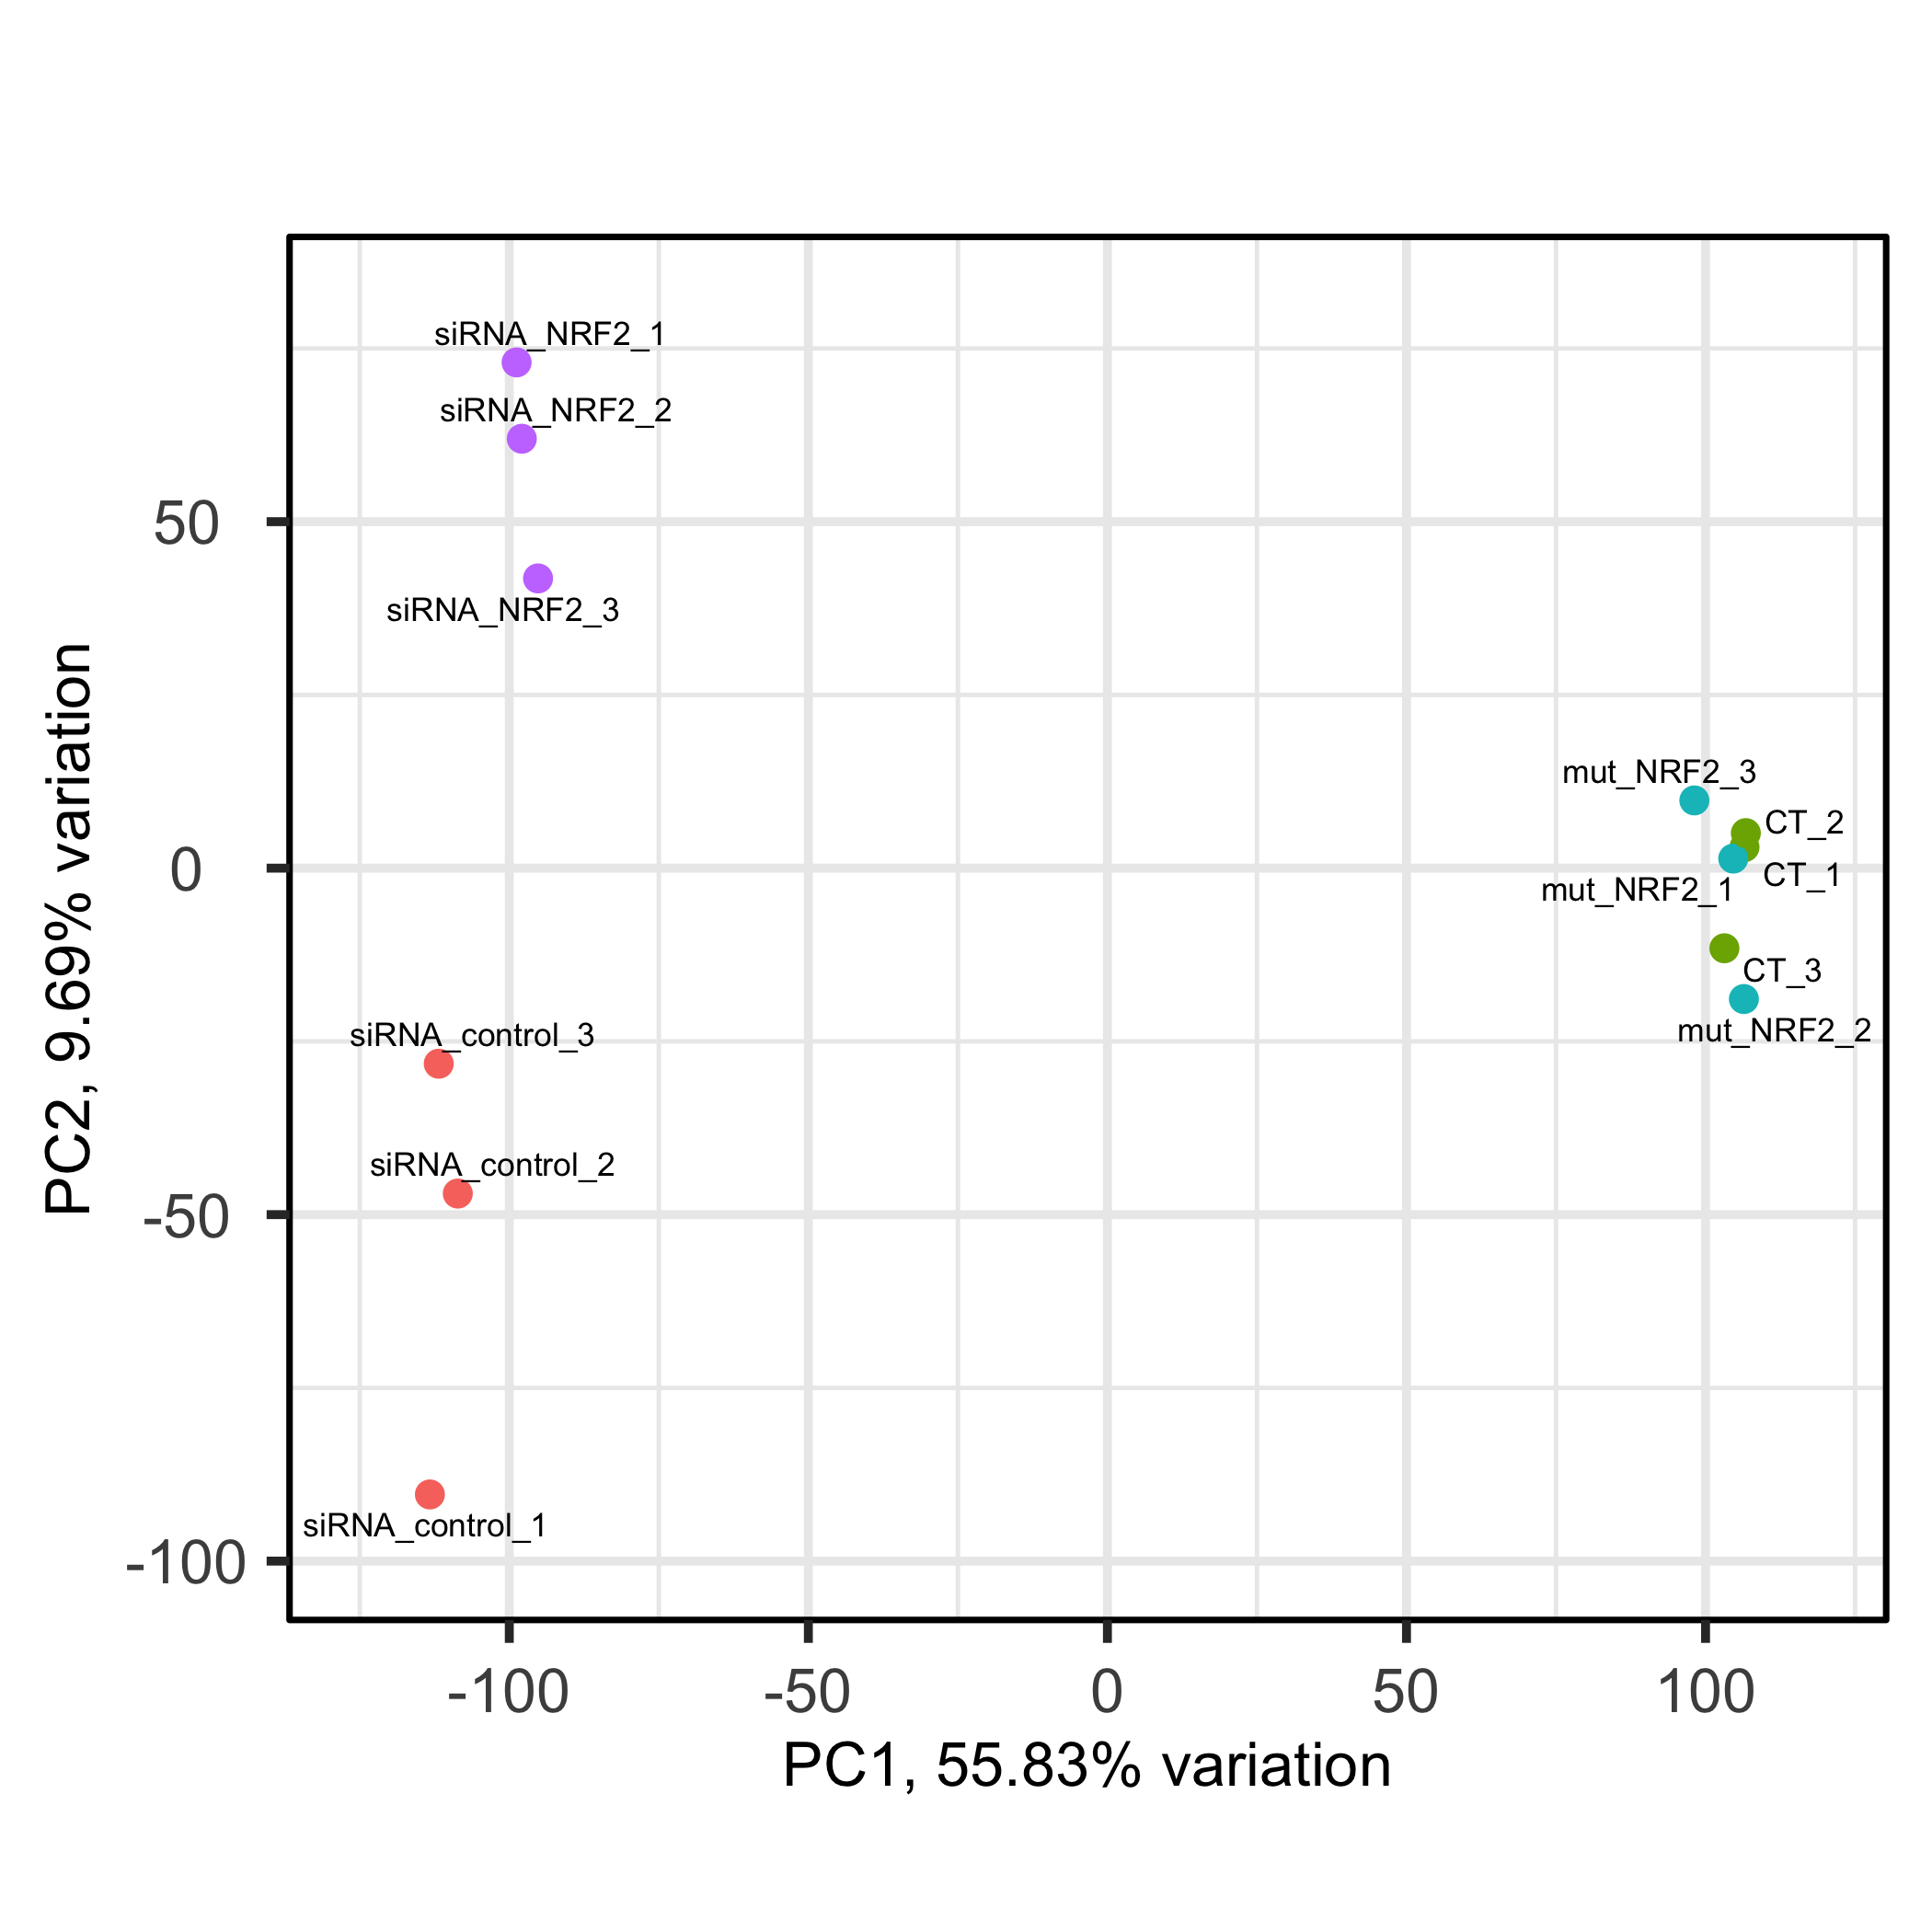 siRNA_NRF2_1
siRNA_NRF2_2
50
siRNA_NRF2_3
mut_NRF2_3
CT_2
0
CT_1
mut_NRF2_1
CT_3
mut_NRF2_2
siRNA_control_3
siRNA_control_2
-50
siRNA_control_1
-100
PC2, 9.69% variation
-100 -50 0 50 100
PC1, 55.83% variation